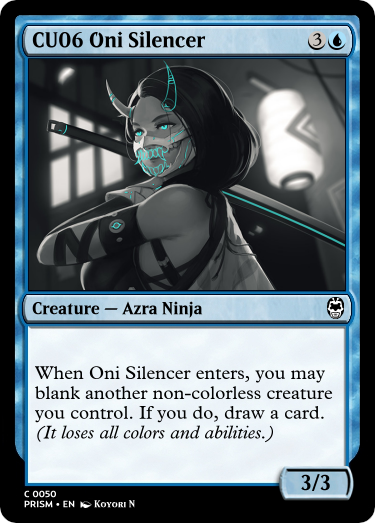 CU06 Oni Silencer 3
Creature — Azra Ninja
When Oni Silencer enters, you may
blank another non-colorless creature
you control. If you do, draw a card.
(It loses all colors and abilities.)
3/3
C 0050
PRISM • EN Koyori N